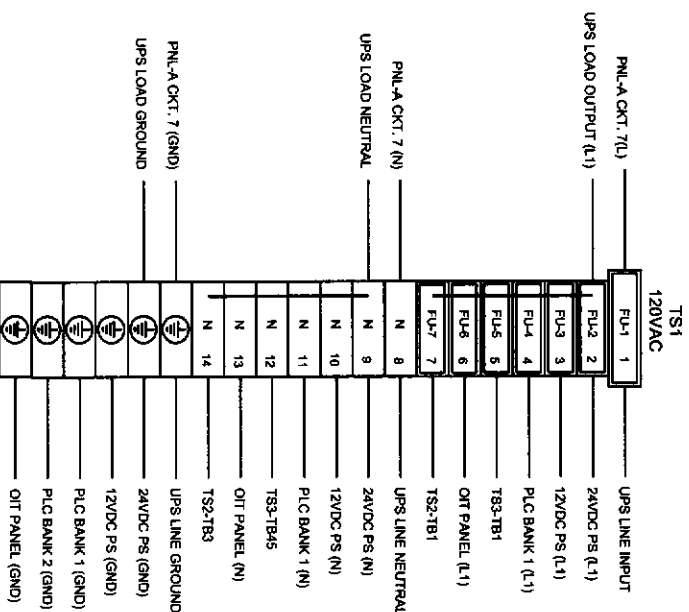 TS1
120VAC
PNL-A CKT. 7(L)
FU-1 1
UPS LINE INPUT
UPS LOAD OUTPUT (L1)
FU-2 2
24VDC PS (L1)
FU-3 3
12VDC PS (L1)
FU-4 4
PLC BANK 1 (L1)
FU-5 5
TS3-TB1
FU-6 6
OIT PANEL (L1)
FU-7 7
TS2-TB1
PNL-A CKT. 7 (N)
N 8
UPS LINE NEUTRAL
UPS LOAD NEUTRAL
N 9
24VDC PS (N)
N 10
12VDC PS (N)
N 11
PLC BANK 1 (N)
N 12
TS3-TB45
N 13
OIT PANEL (N)
N 14
TS2-TB3
PNL-A CKT. 7 (GND)
UPS LINE GROUND
UPS LOAD GROUND
24VDC PS (GND)
12VDC PS (GND)
PLC BANK 1 (GND)
PLC BANK 2 (GND)
OIT PANEL (GND)